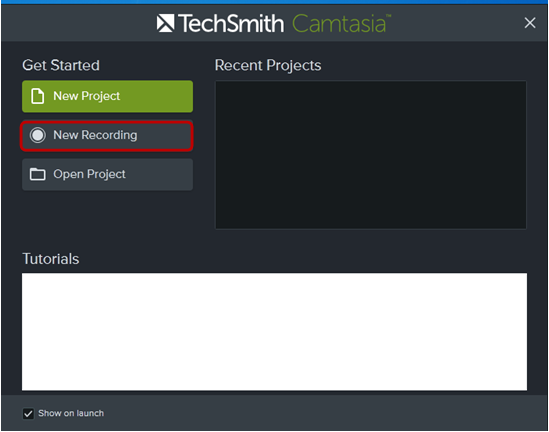 TechSmith Camtasia™
Get Started
Recent Projects
New Project
New Recording
Open Project
Tutorials
Show on launch